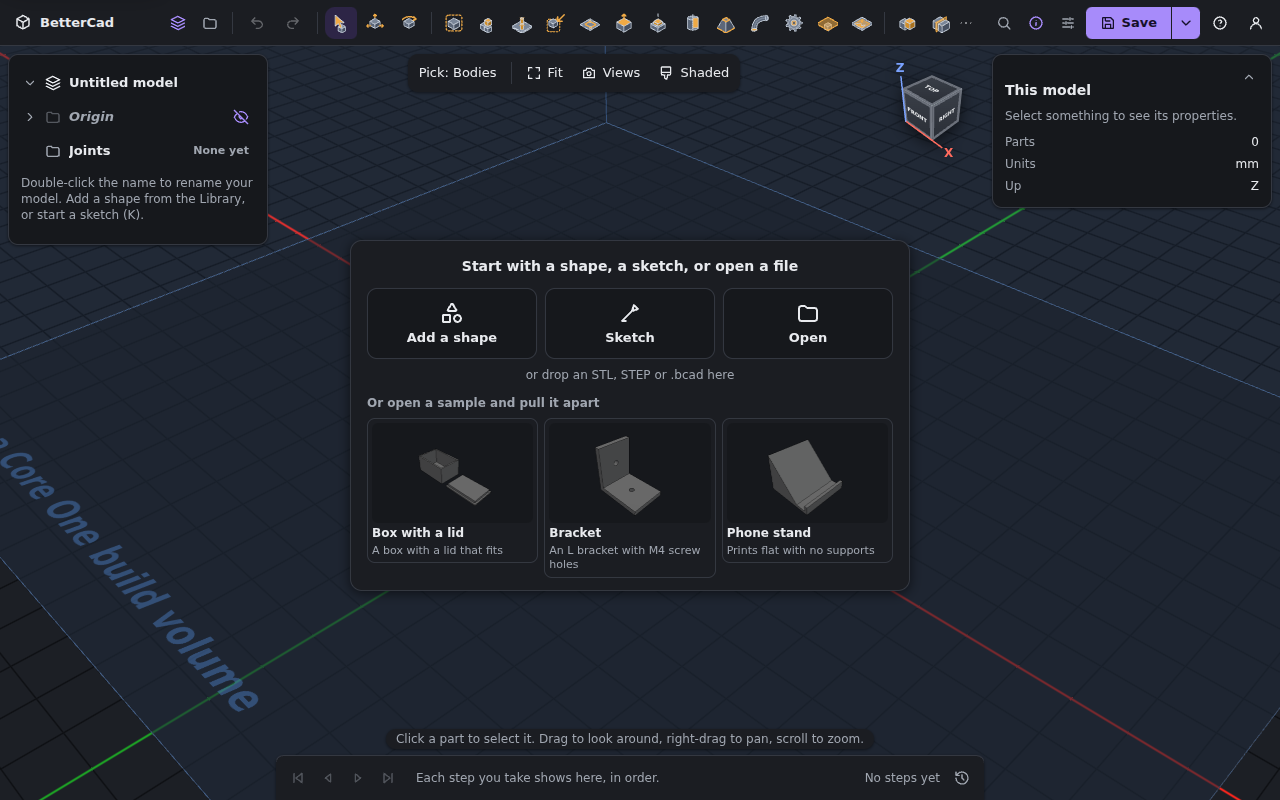 BetterCad
Save
Untitled model
Origin
Joints
None yet
Double-click the name to rename your
model. Add a shape from the Library,
or start a sketch (K).
Pick: Bodies
Fit
Views
Shaded
Z
TOP
FRONT
RIGHT
X
This model
Select something to see its properties.
Parts 0
Units mm
Up Z
Start with a shape, a sketch, or open a file
Add a shape
Sketch
Open
or drop an STL, STEP or .bcad here
Or open a sample and pull it apart
Box with a lid
A box with a lid that fits
Bracket
An L bracket with M4 screw
holes
Phone stand
Prints flat with no supports
Core One build volume
Click a part to select it. Drag to look around, right-drag to pan, scroll to zoom.
Each step you take shows here, in order.
No steps yet